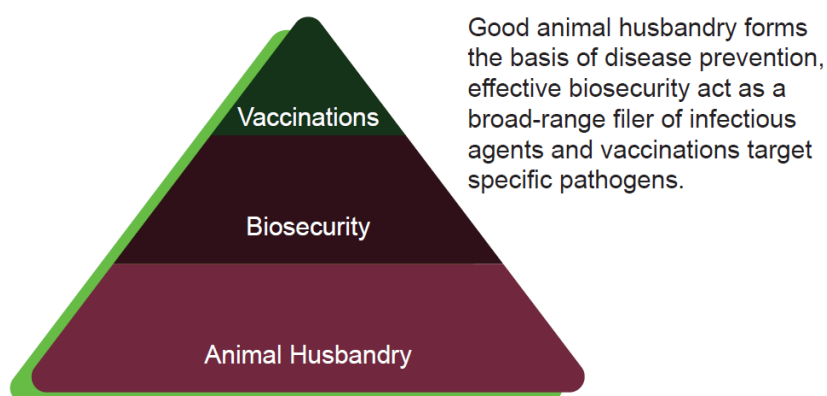 Good animal husbandry forms
the basis of disease prevention,
effective biosecurity act as a
broad-range filer of infectious
agents and vaccinations target
specific pathogens.
Vaccinations
Biosecurity
Animal Husbandry